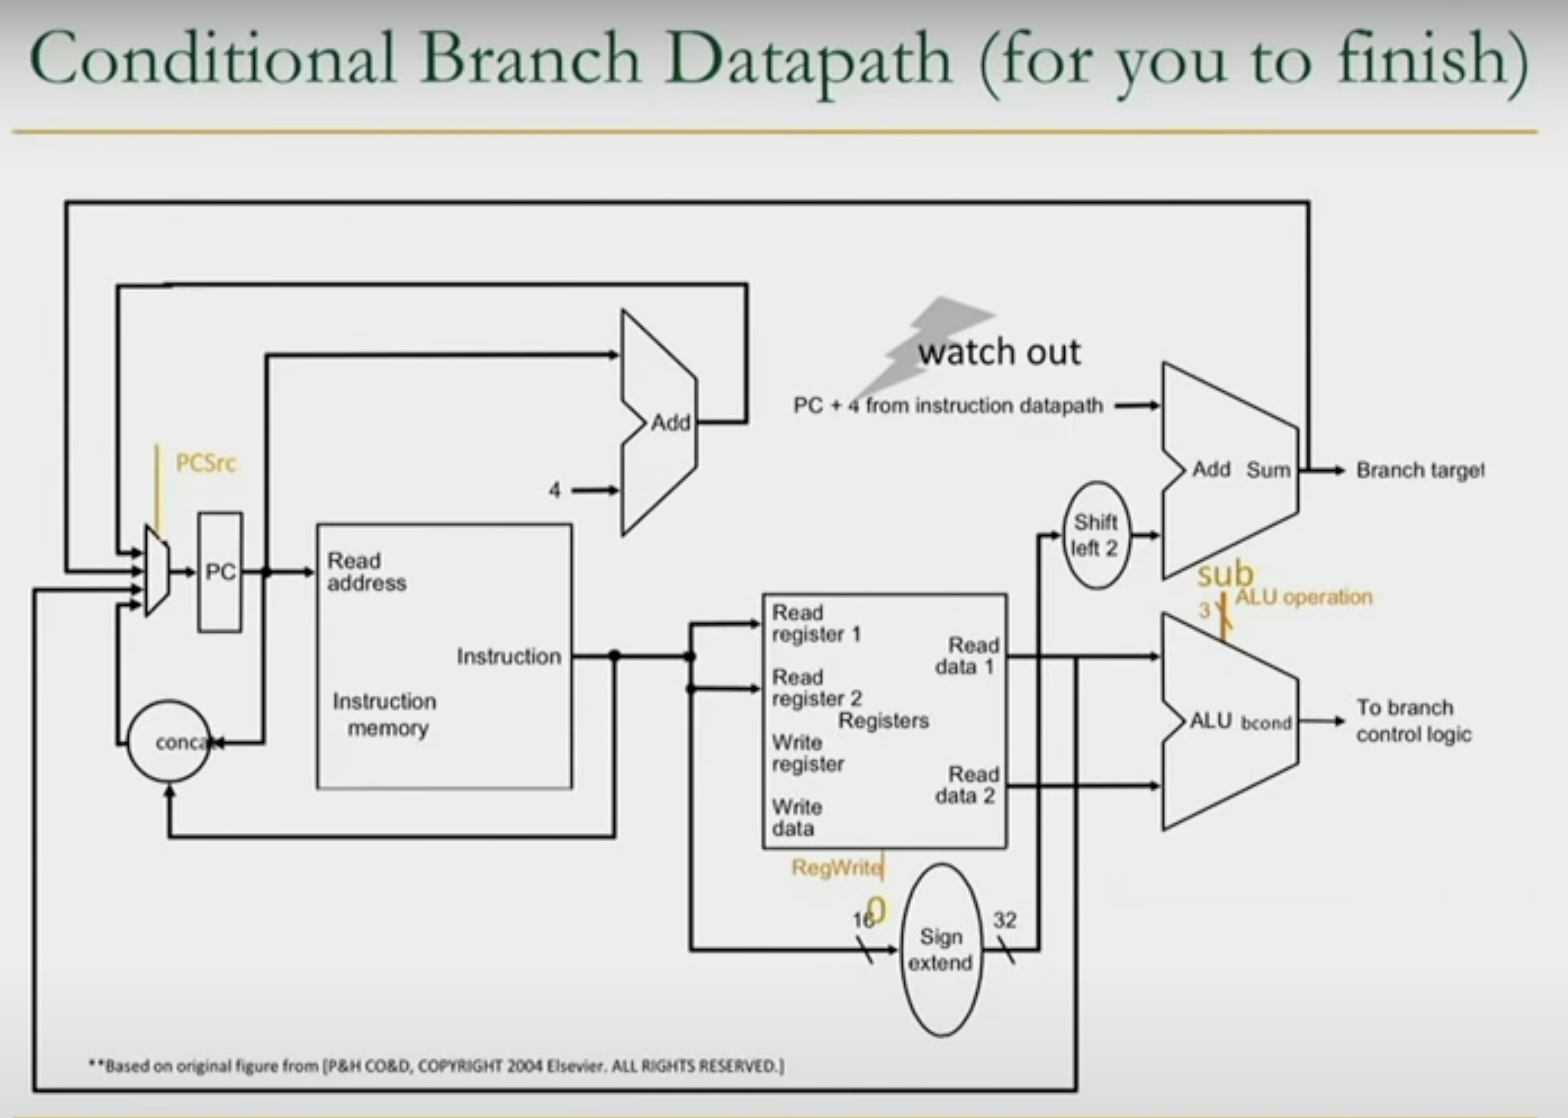 Conditional Branch Datapath (for you to finish)
watch out
PC + 4 from instruction datapath
Add
Add Sum
Branch target
PCSrc
4
Shift
left 2
sub
3
ALU operation
PC
Read
address
Instruction
Instruction
memory
Read
register 1
Read
register 2
Registers
Write
register
Write
data
Read
data 1
Read
data 2
ALU bcond
To branch
control logic
concat
RegWrite
0
16
Sign
extend
32
**Based on original figure from [P&H CO&D, COPYRIGHT 2004 Elsevier. ALL RIGHTS RESERVED.]